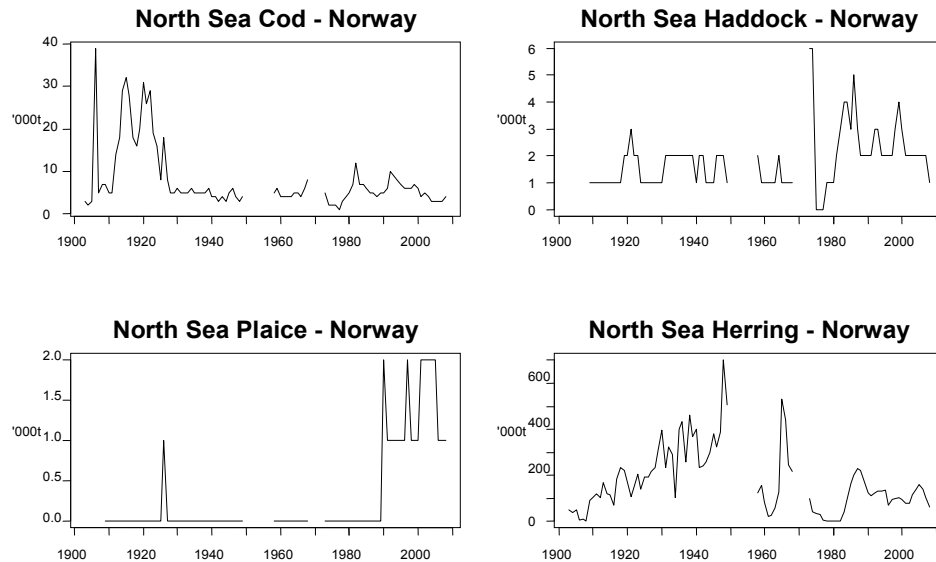 North Sea Cod - Norway
40
30
'000t
20
10
0
1900 1920 1940 1960 1980 2000
North Sea Haddock - Norway
6
5
4
'000t
3
2
1
0
1900 1920 1940 1960 1980 2000
North Sea Plaice - Norway
2.0
1.5
'000t
1.0
0.5
0.0
1900 1920 1940 1960 1980 2000
North Sea Herring - Norway
600
'000t
400
200
0
1900 1920 1940 1960 1980 2000